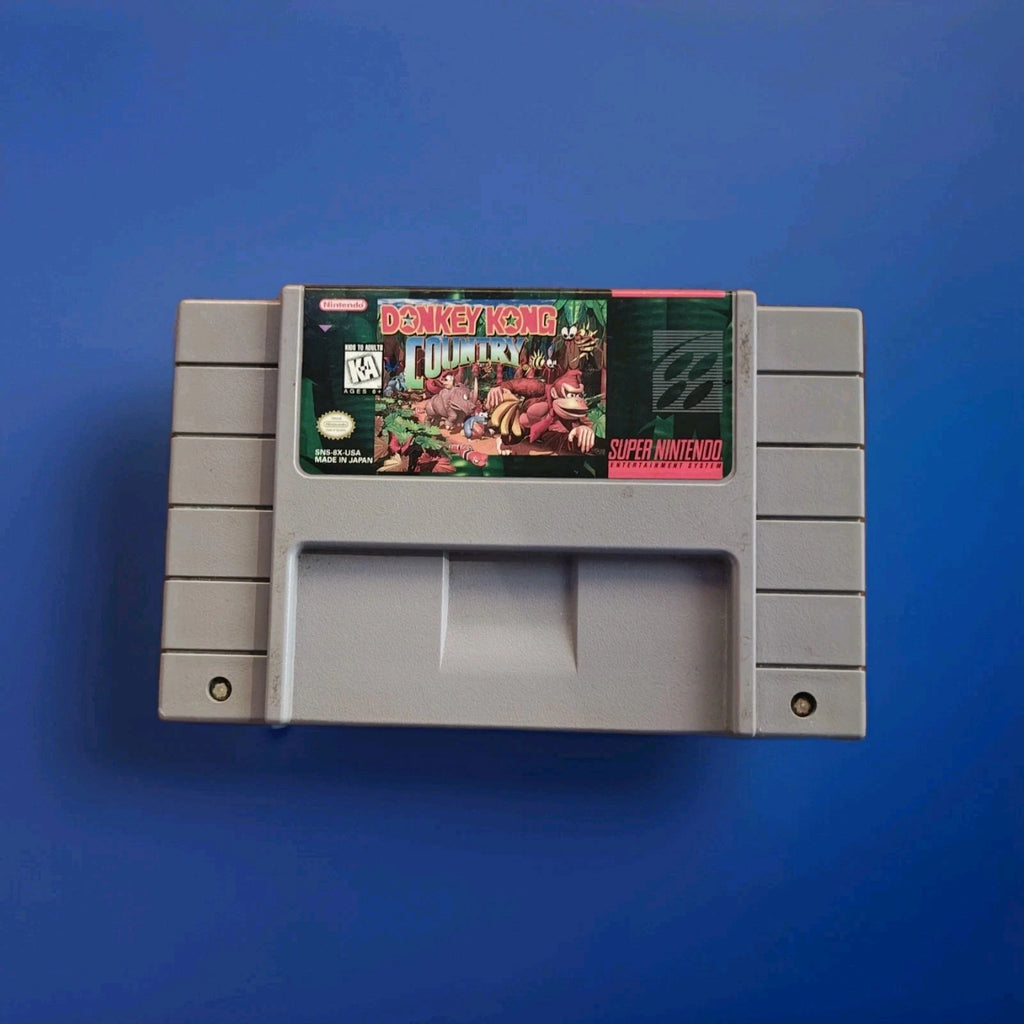 Nintendo
DONKEY KONG
COUNTRY
KIDS TO ADULTS
K-A
AGES 6+
Nintendo
SNS-8X-USA
MADE IN JAPAN
SUPER NINTENDO
ENTERTAINMENT SYSTEM